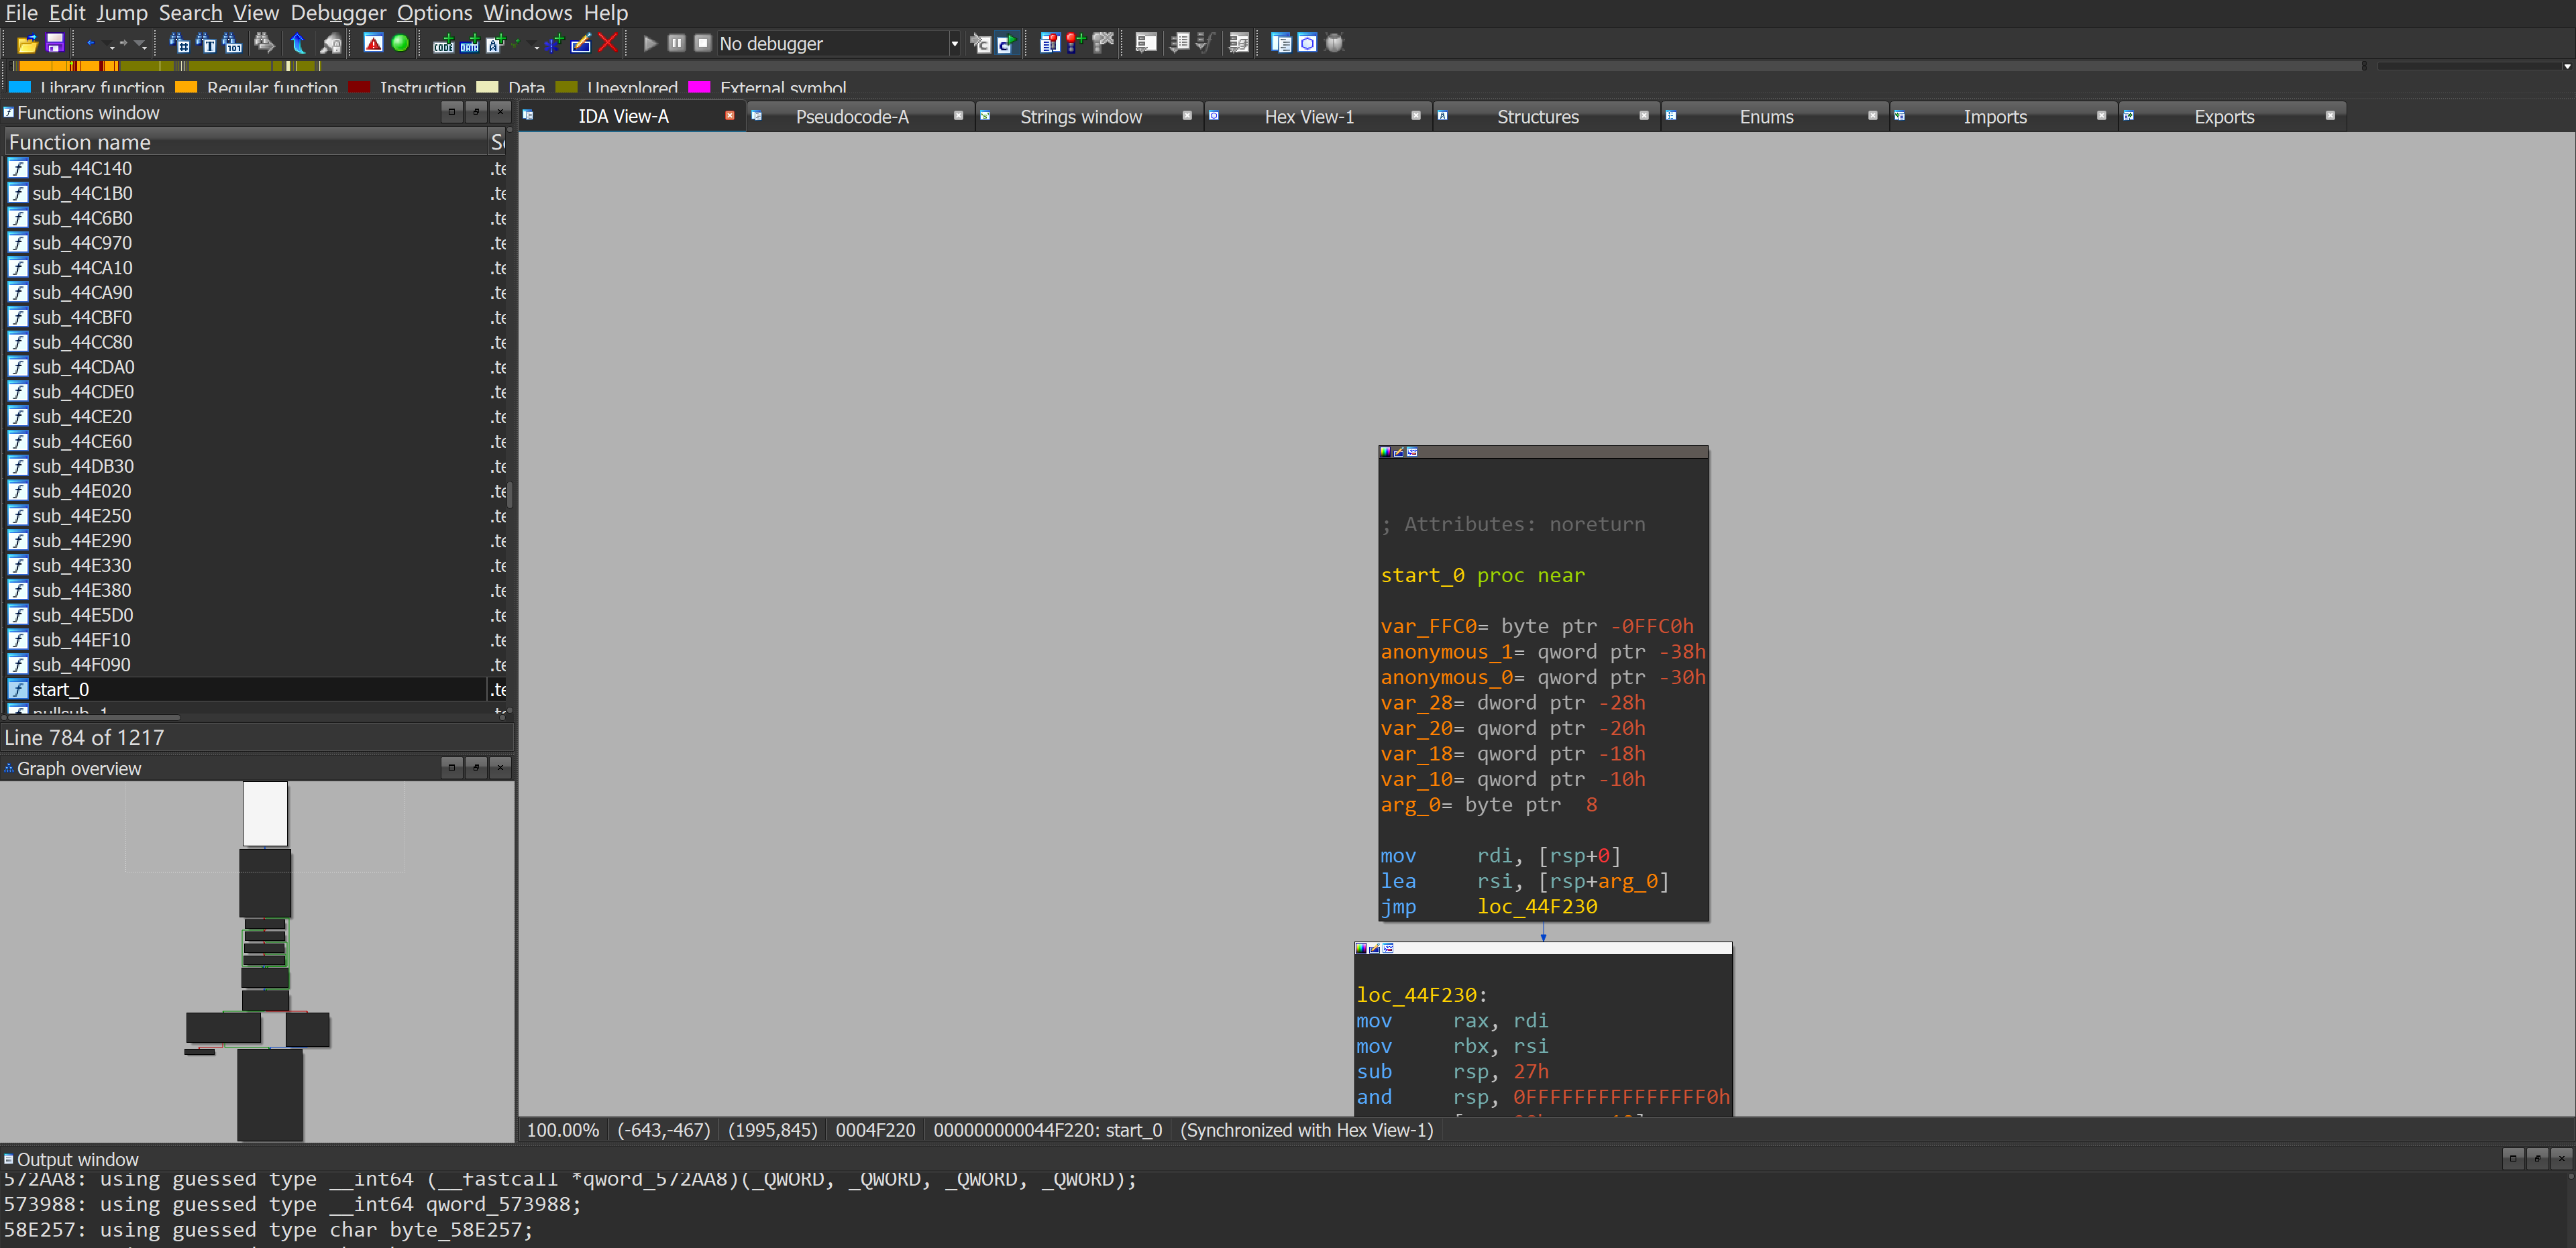 File Edit Jump Search View Debugger Options Windows Help
No debugger
Library function Regular function Instruction Data Unexplored External symbol
Functions window
Function name
sub_44C140 .te
sub_44C1B0 .te
sub_44C6B0 .te
sub_44C970 .te
sub_44CA10 .te
sub_44CA90 .te
sub_44CBF0 .te
sub_44CC80 .te
sub_44CDA0 .te
sub_44CDE0 .te
sub_44CE20 .te
sub_44CE60 .te
sub_44DB30 .te
sub_44E020 .te
sub_44E250 .te
sub_44E290 .te
sub_44E330 .te
sub_44E380 .te
sub_44E5D0 .te
sub_44EF10 .te
sub_44F090 .te
start_0 .te
nullsub_1
Line 784 of 1217
Graph overview
IDA View-A Pseudocode-A Strings window Hex View-1 Structures Enums Imports Exports
; Attributes: noreturn
start_0 proc near
var_FFC0= byte ptr -0FFC0h
anonymous_1= qword ptr -38h
anonymous_0= qword ptr -30h
var_28= dword ptr -28h
var_20= qword ptr -20h
var_18= qword ptr -18h
var_10= qword ptr -10h
arg_0= byte ptr 8
mov rdi, [rsp+0]
lea rsi, [rsp+arg_0]
jmp loc_44F230
loc_44F230:
mov rax, rdi
mov rbx, rsi
sub rsp, 27h
and rsp, 0FFFFFFFFFFFFFFF0h
100.00% (-643,-467) (1995,845) 0004F220 000000000044F220: start_0 (Synchronized with Hex View-1)
Output window
572AA8: using guessed type __int64 (__fastcall *qword_572AA8)(_QWORD, _QWORD, _QWORD, _QWORD);
573988: using guessed type __int64 qword_573988;
58E257: using guessed type char byte_58E257;